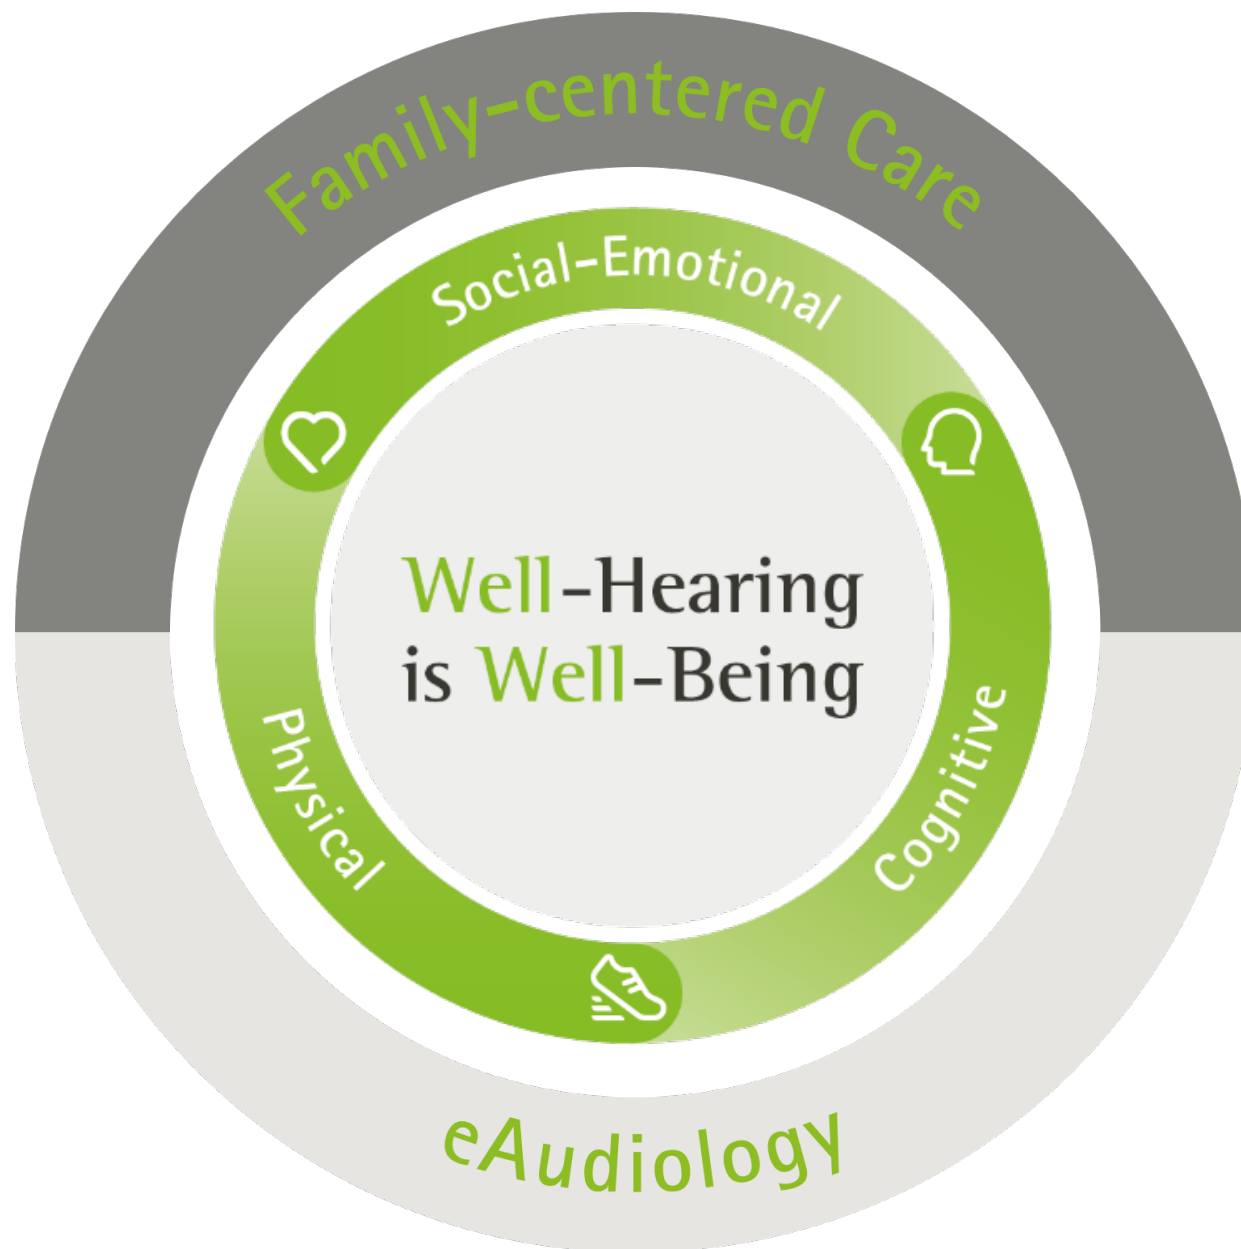 Family-centered Care
Social-Emotional
Well-Hearing
is Well-Being
Physical
Cognitive
eAudiology